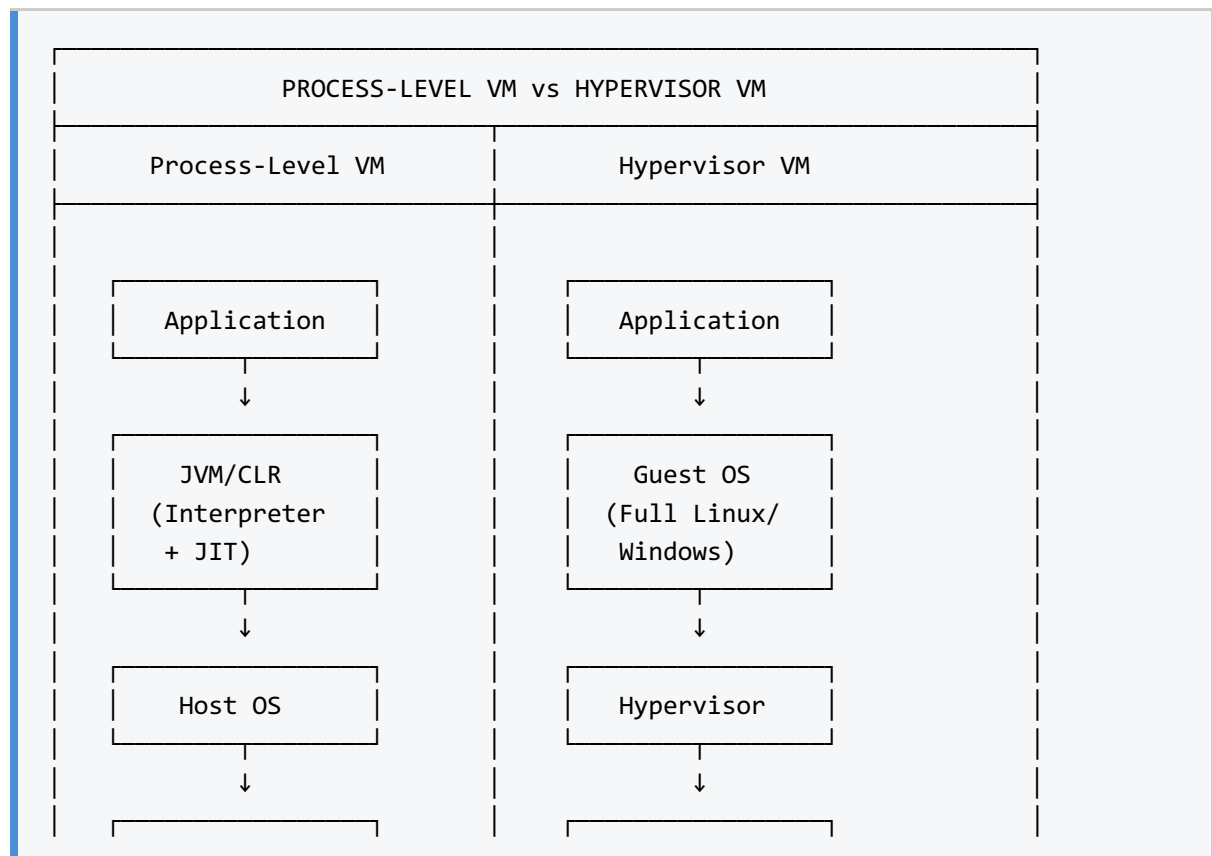 PROCESS-LEVEL VM vs HYPERVISOR VM
Process-Level VM Hypervisor VM
Application Application
↓ ↓
JVM/CLR Guest OS
(Interpreter (Full Linux/
+ JIT) Windows)
↓ ↓
Host OS Hypervisor
↓ ↓